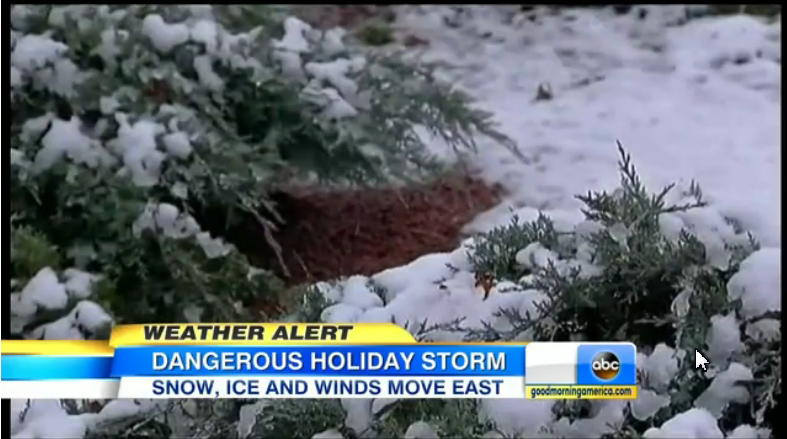 WEATHER ALERT
DANGEROUS HOLIDAY STORM
SNOW, ICE AND WINDS MOVE EAST
abc
goodmorningamerica.com